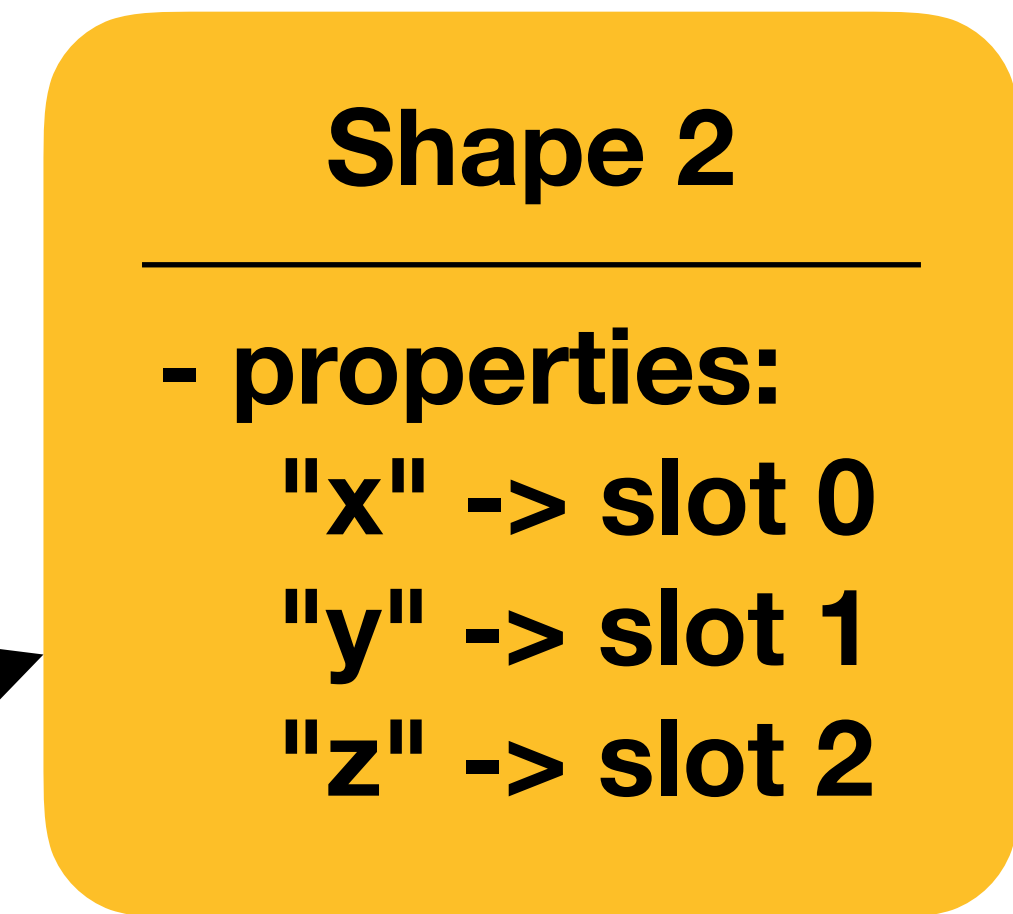 Shape 2
- properties:
"x" -> slot 0
"y" -> slot 1
"z" -> slot 2